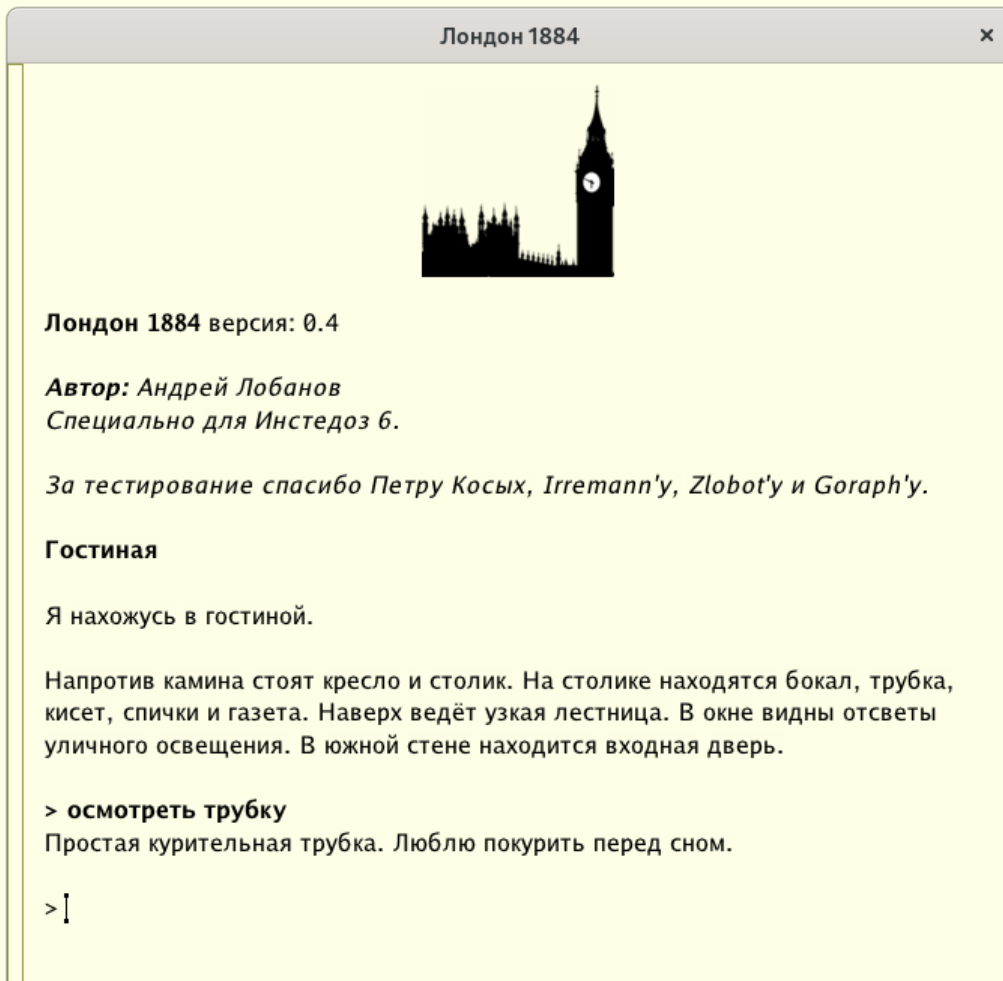 Лондон 1884
×
Лондон 1884 версия: 0.4
Автор: Андрей Лобанов
Специально для Инстедоз 6.
За тестирование спасибо Петру Косых, Irremann'у, Zlobot'у и Goraph'у.
Гостиная
Я нахожусь в гостиной.
Напротив камина стоят кресло и столик. На столике находятся бокал, трубка,
кисет, спички и газета. Наверх ведёт узкая лестница. В окне видны отсветы
уличного освещения. В южной стене находится входная дверь.
> осмотреть трубку
Простая курительная трубка. Люблю покурить перед сном.
>